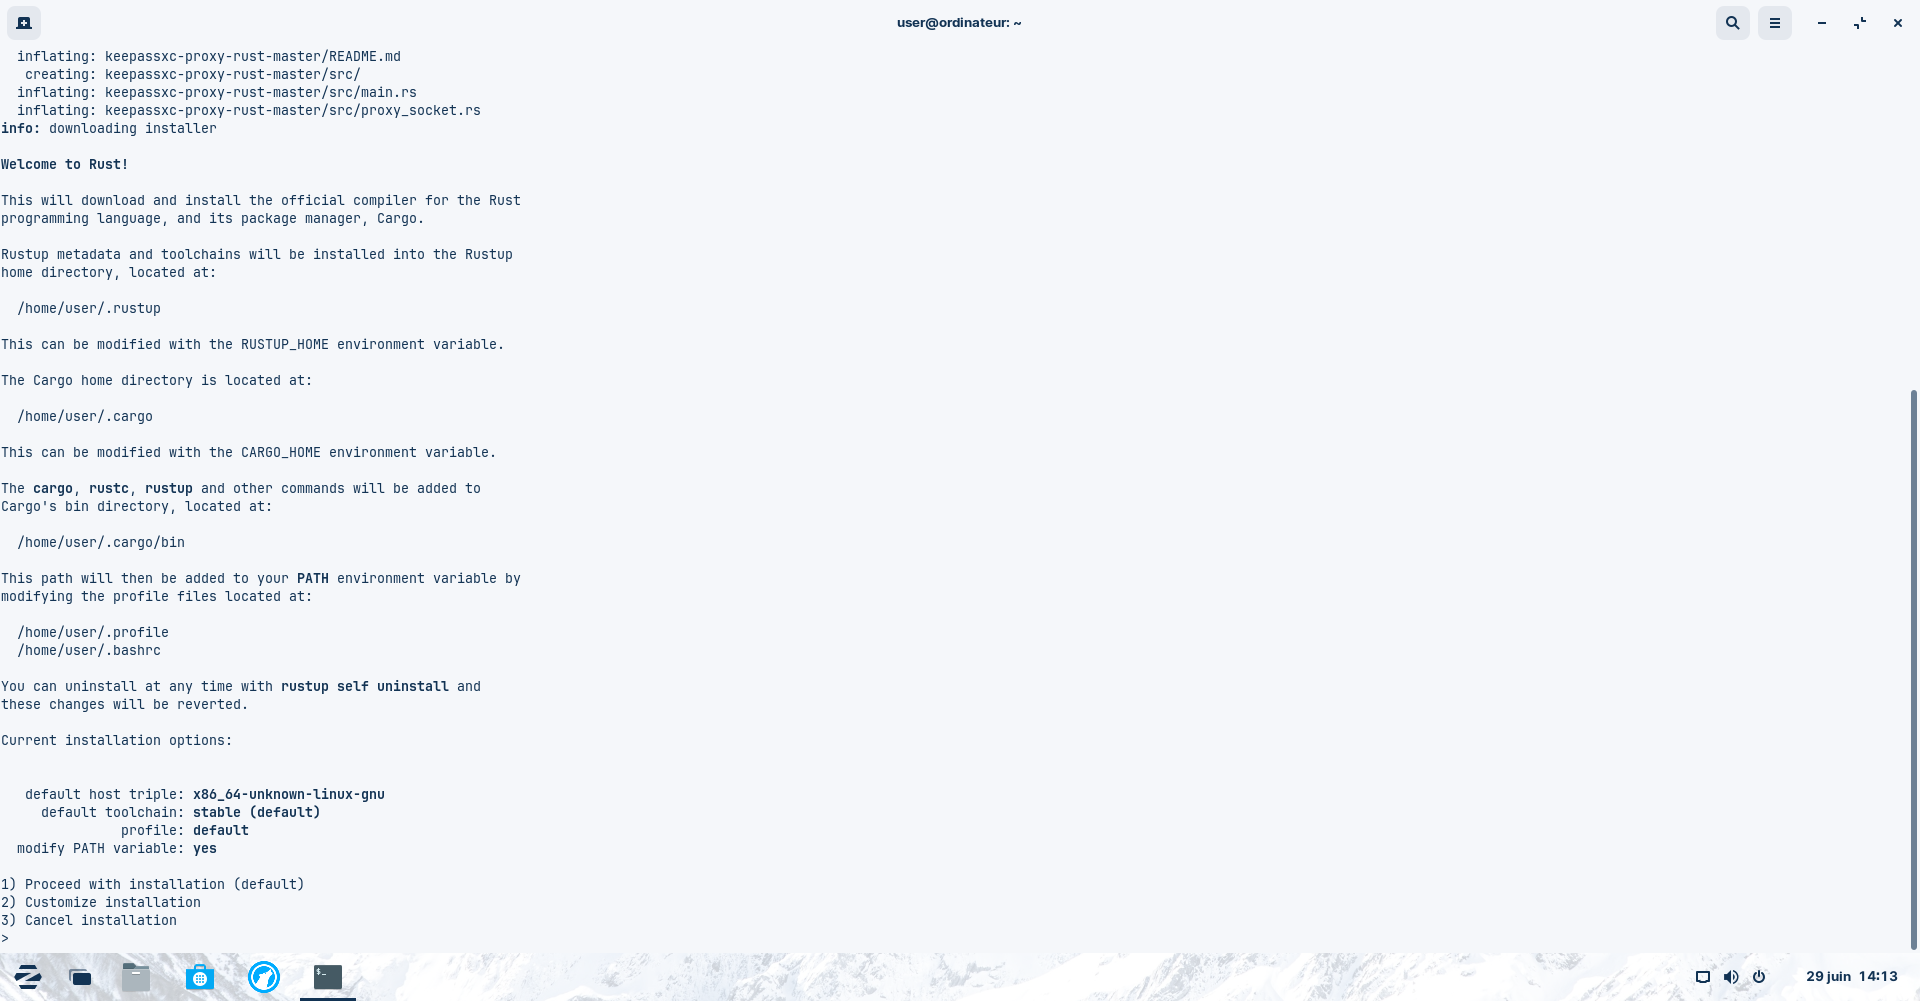 user@ordinateur: ~
inflating: keepassxc-proxy-rust-master/README.md
creating: keepassxc-proxy-rust-master/src/
inflating: keepassxc-proxy-rust-master/src/main.rs
inflating: keepassxc-proxy-rust-master/src/proxy_socket.rs
info: downloading installer
Welcome to Rust!
This will download and install the official compiler for the Rust
programming language, and its package manager, Cargo.
Rustup metadata and toolchains will be installed into the Rustup
home directory, located at:
/home/user/.rustup
This can be modified with the RUSTUP_HOME environment variable.
The Cargo home directory is located at:
/home/user/.cargo
This can be modified with the CARGO_HOME environment variable.
The cargo, rustc, rustup and other commands will be added to
Cargo's bin directory, located at:
/home/user/.cargo/bin
This path will then be added to your PATH environment variable by
modifying the profile files located at:
/home/user/.profile
/home/user/.bashrc
You can uninstall at any time with rustup self uninstall and
these changes will be reverted.
Current installation options:
default host triple: x86_64-unknown-linux-gnu
default toolchain: stable (default)
profile: default
modify PATH variable: yes
1) Proceed with installation (default)
2) Customize installation
3) Cancel installation
>
$_
29 juin 14:13